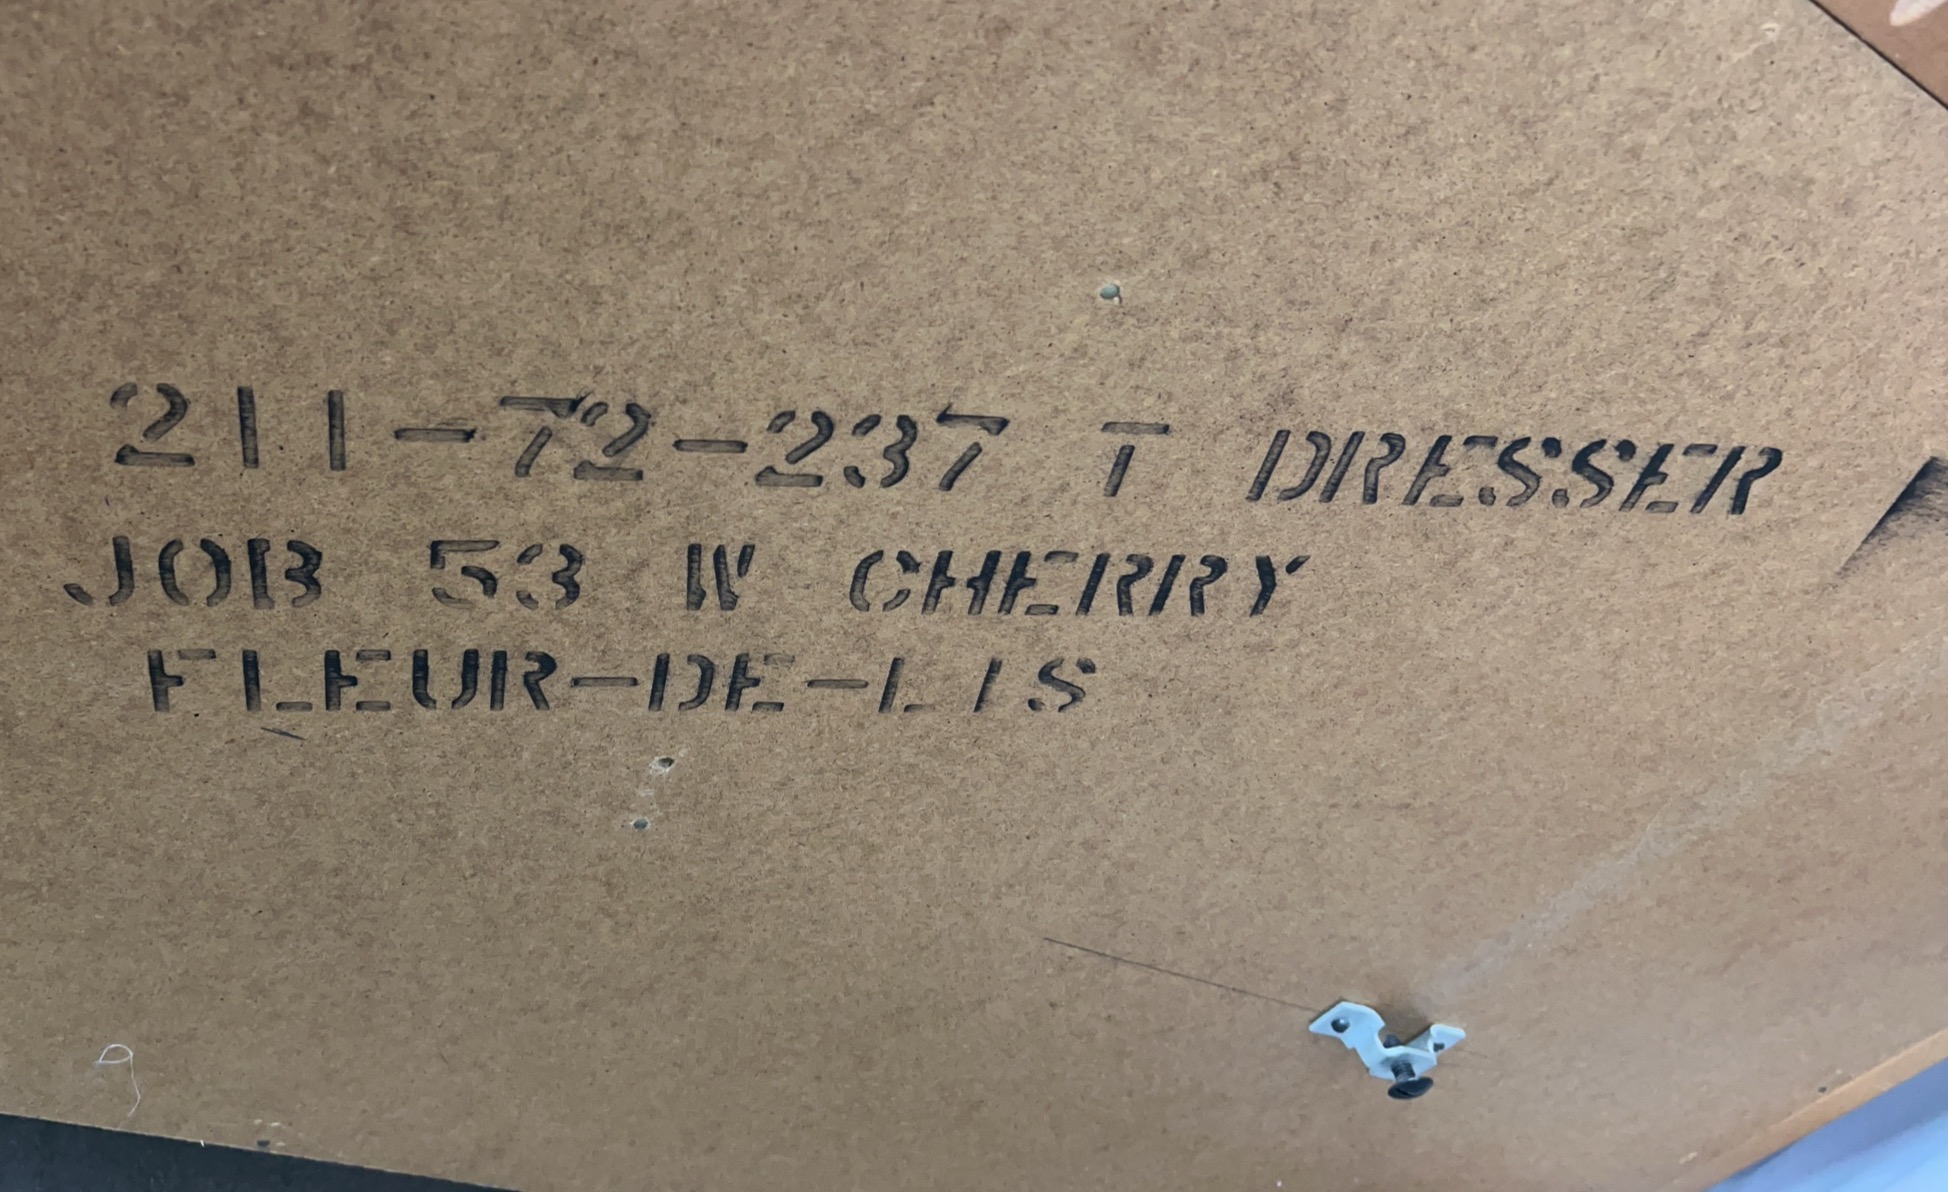 211-72-237 T DRESSER
JOB 53 W CHERRY
FLEUR-DE-LIS